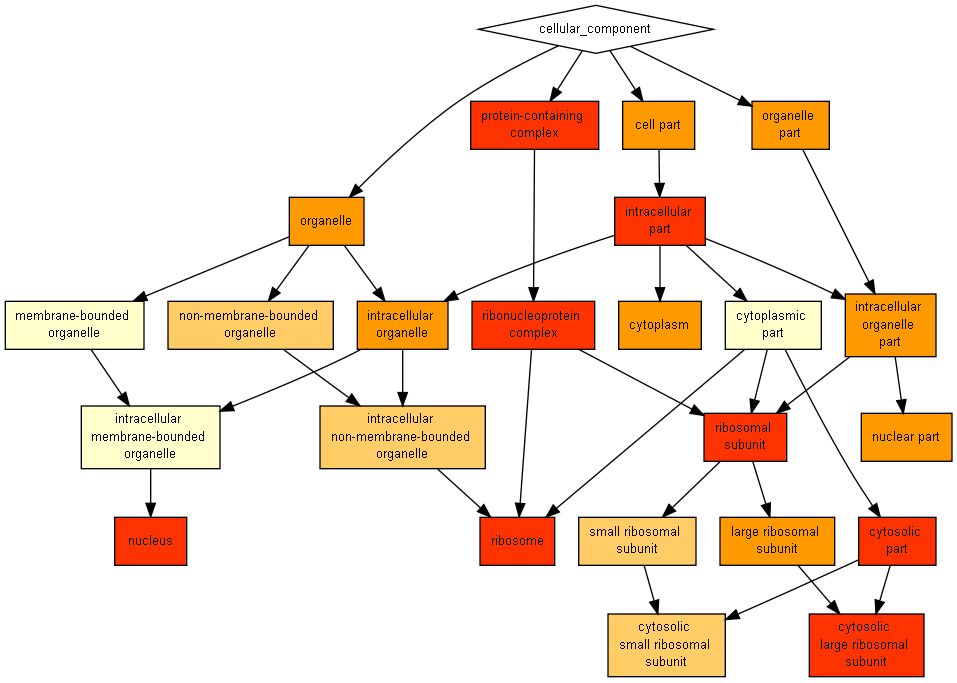 cellular_component
protein-containing
complex
cell part
organelle
part
organelle
intracellular
part
membrane-bounded
organelle
non-membrane-bounded
organelle
intracellular
organelle
ribonucleoprotein
complex
cytoplasm
cytoplasmic
part
intracellular
organelle
part
intracellular
membrane-bounded
organelle
intracellular
non-membrane-bounded
organelle
ribosomal
subunit
nuclear part
nucleus
ribosome
small ribosomal
subunit
large ribosomal
subunit
cytosolic
part
cytosolic
small ribosomal
subunit
cytosolic
large ribosomal
subunit